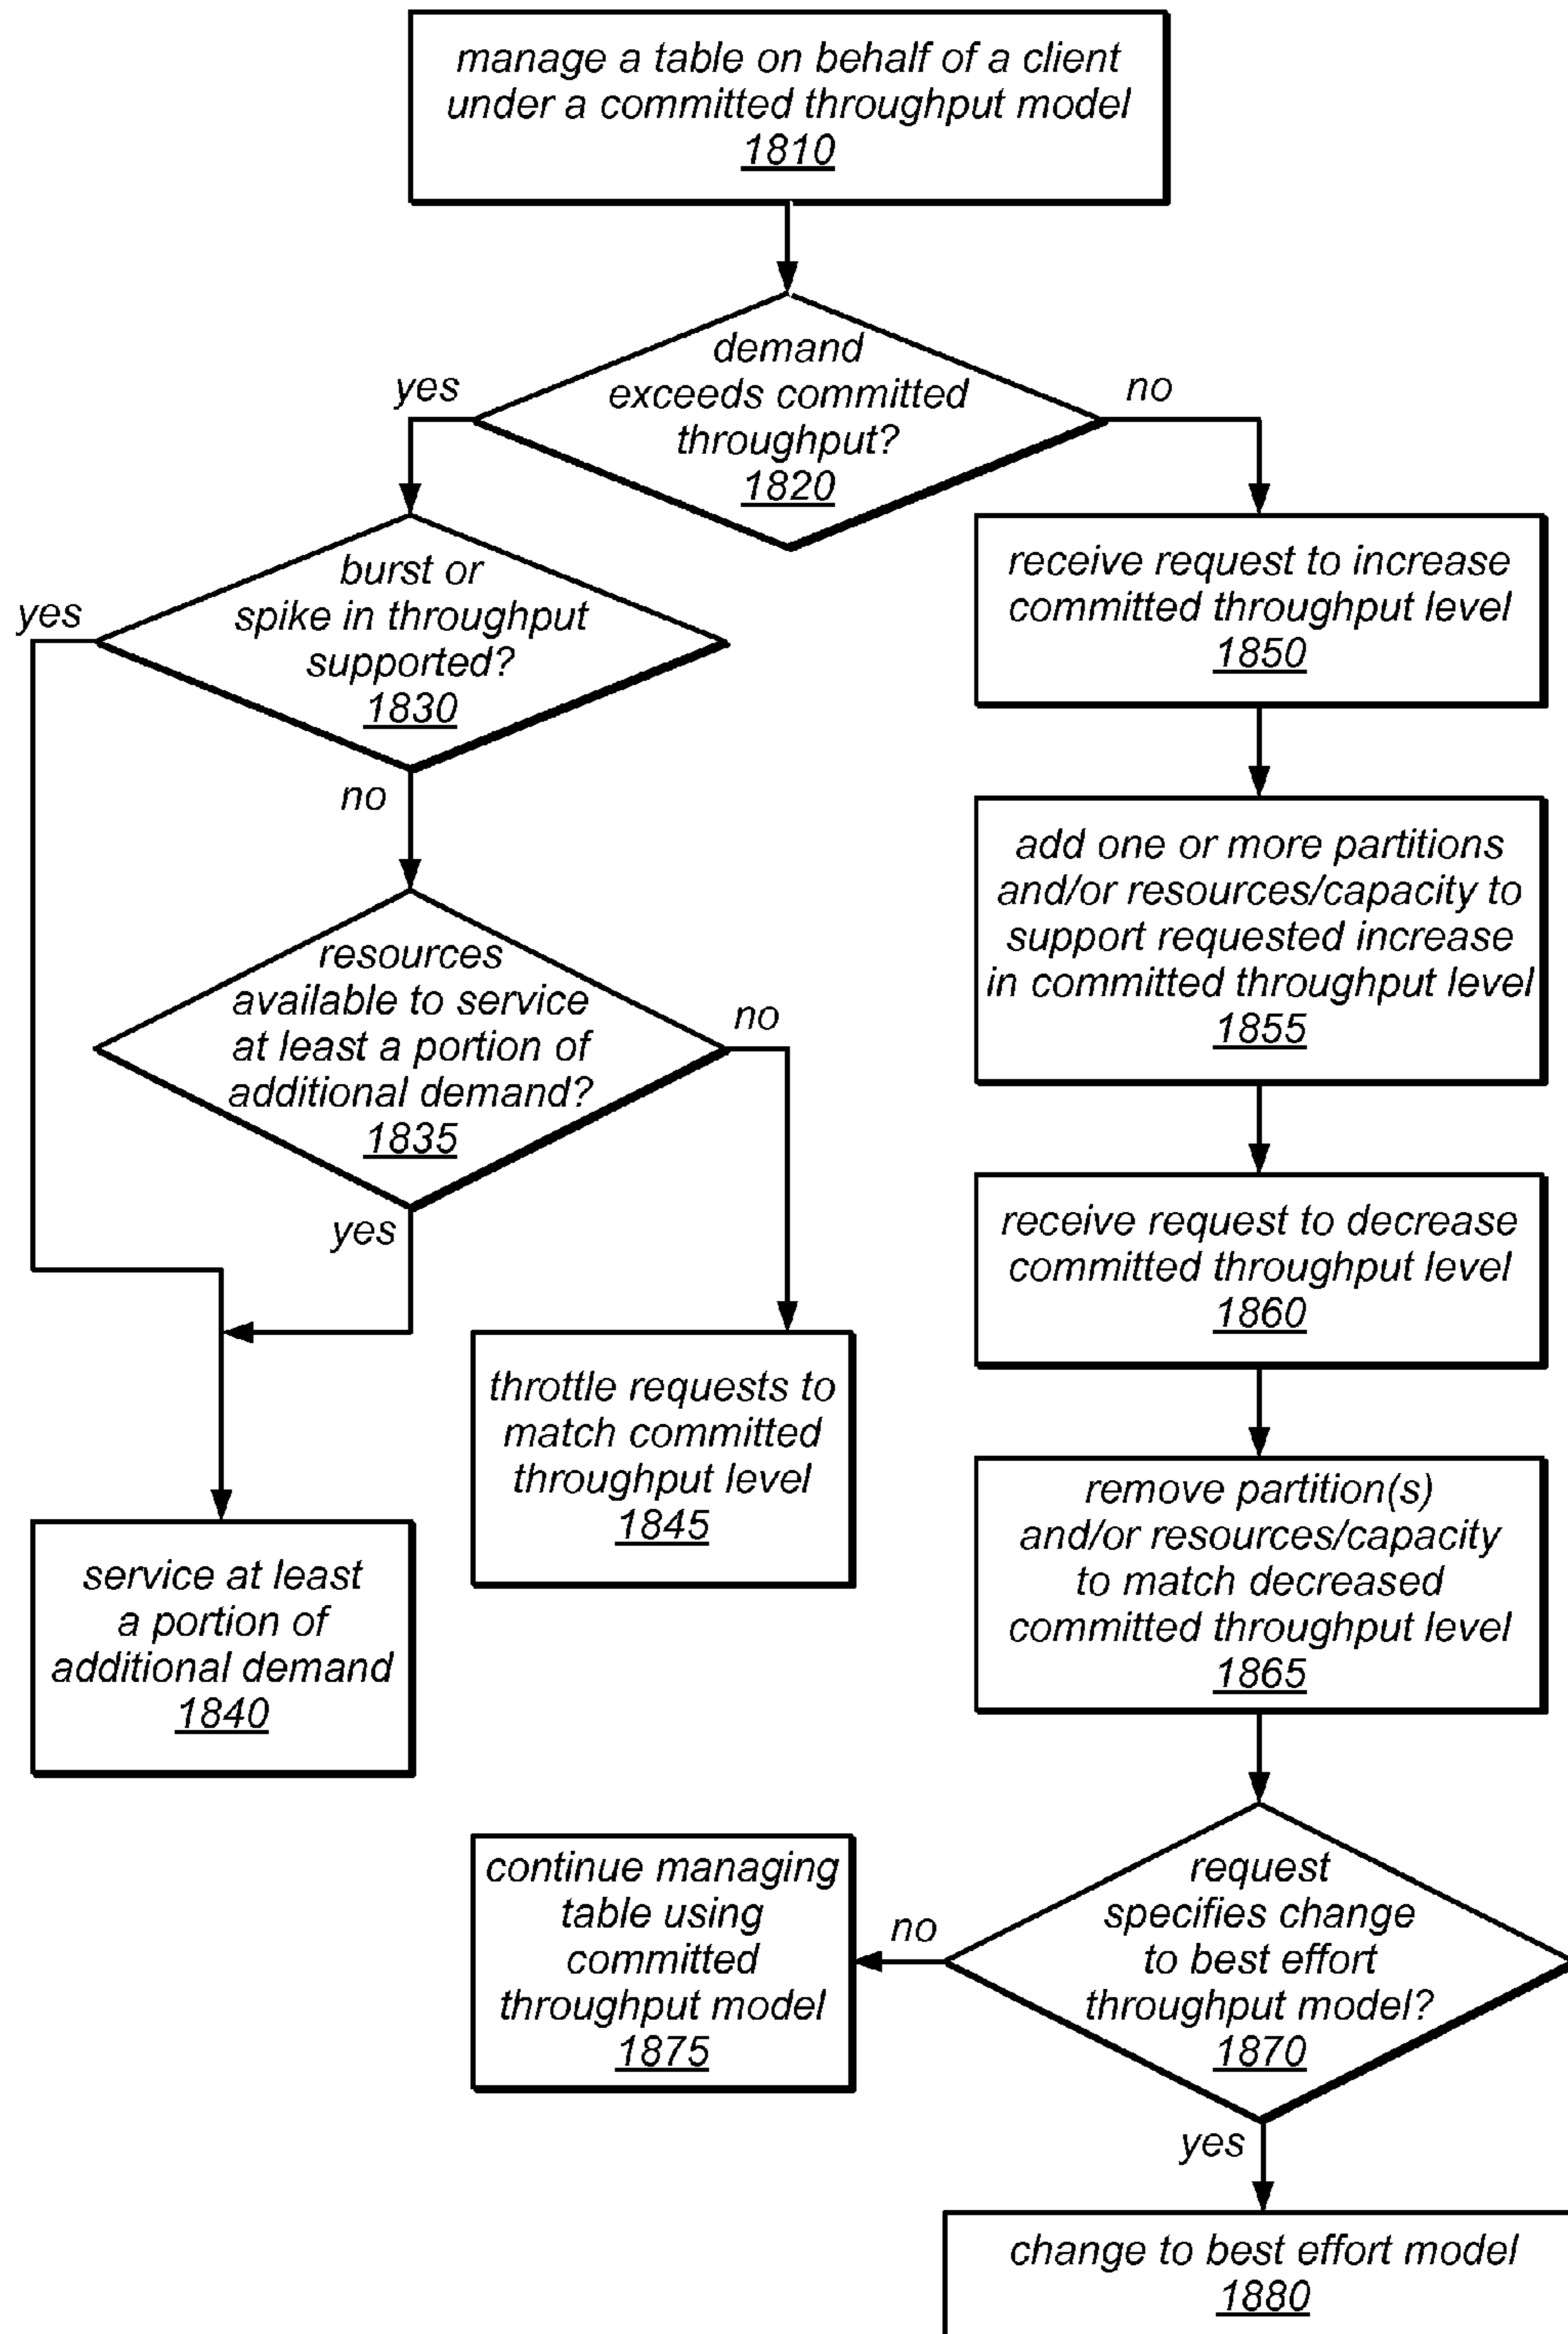 manage a table on behalf of a client
under a committed throughput model
1810
demand
exceeds committed
throughput?
1820
yes
no
burst or
spike in throughput
supported?
1830
yes
no
resources
available to service
at least a portion of
additional demand?
1835
no
yes
throttle requests to
match committed
throughput level
1845
service at least
a portion of
additional demand
1840
receive request to increase
committed throughput level
1850
add one or more partitions
and/or resources/capacity to
support requested increase
in committed throughput level
1855
receive request to decrease
committed throughput level
1860
remove partition(s)
and/or resources/capacity
to match decreased
committed throughput level
1865
request
specifies change
to best effort
throughput model?
1870
no
continue managing
table using
committed
throughput model
1875
yes
change to best effort model
1880